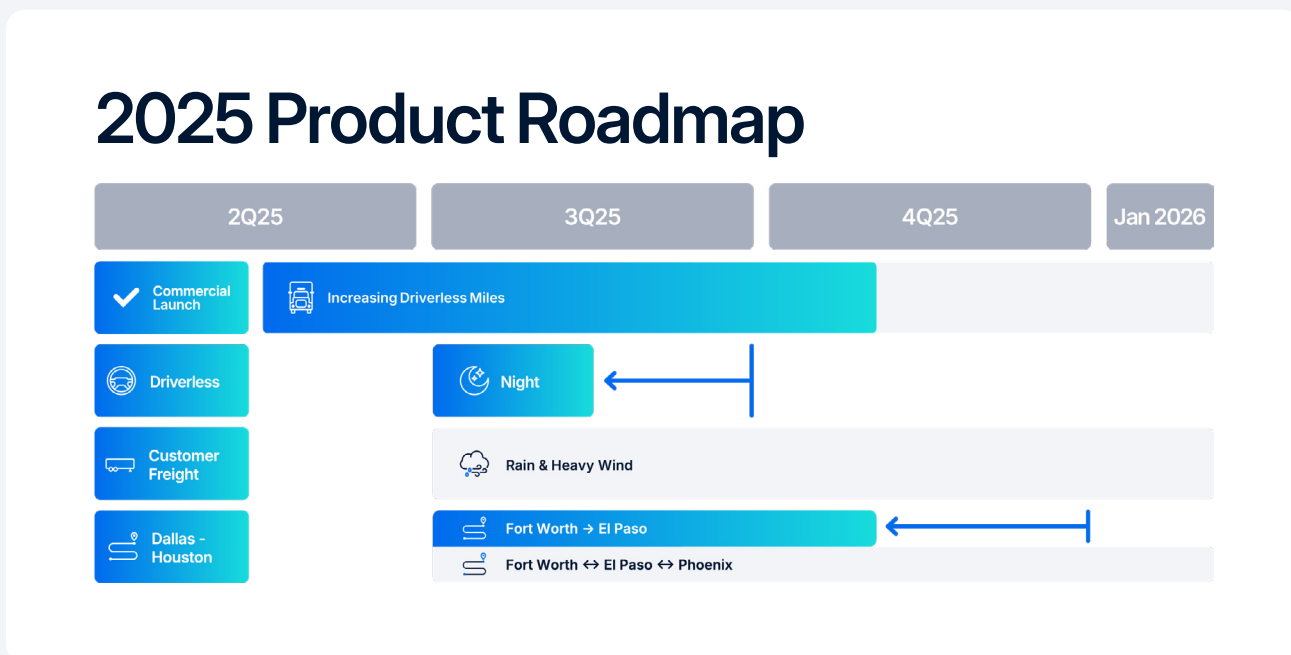 2025 Product Roadmap
2Q25
3Q25
4Q25
Jan 2026
Commercial
Launch
Increasing Driverless Miles
Driverless
Night
Customer
Freight
Rain & Heavy Wind
Dallas -
Houston
Fort Worth → El Paso
Fort Worth ↔ El Paso ↔ Phoenix